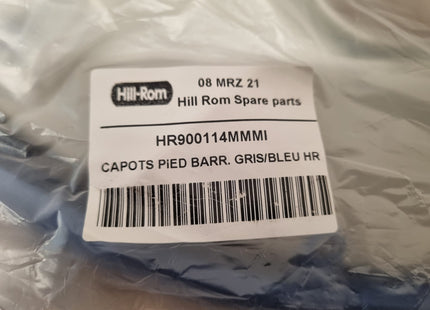 Hill-Rom
08 MRZ 21
Hill Rom Spare parts
HR900114MMMI
CAPOTS PiED BARR. GRIS/BLEU HR